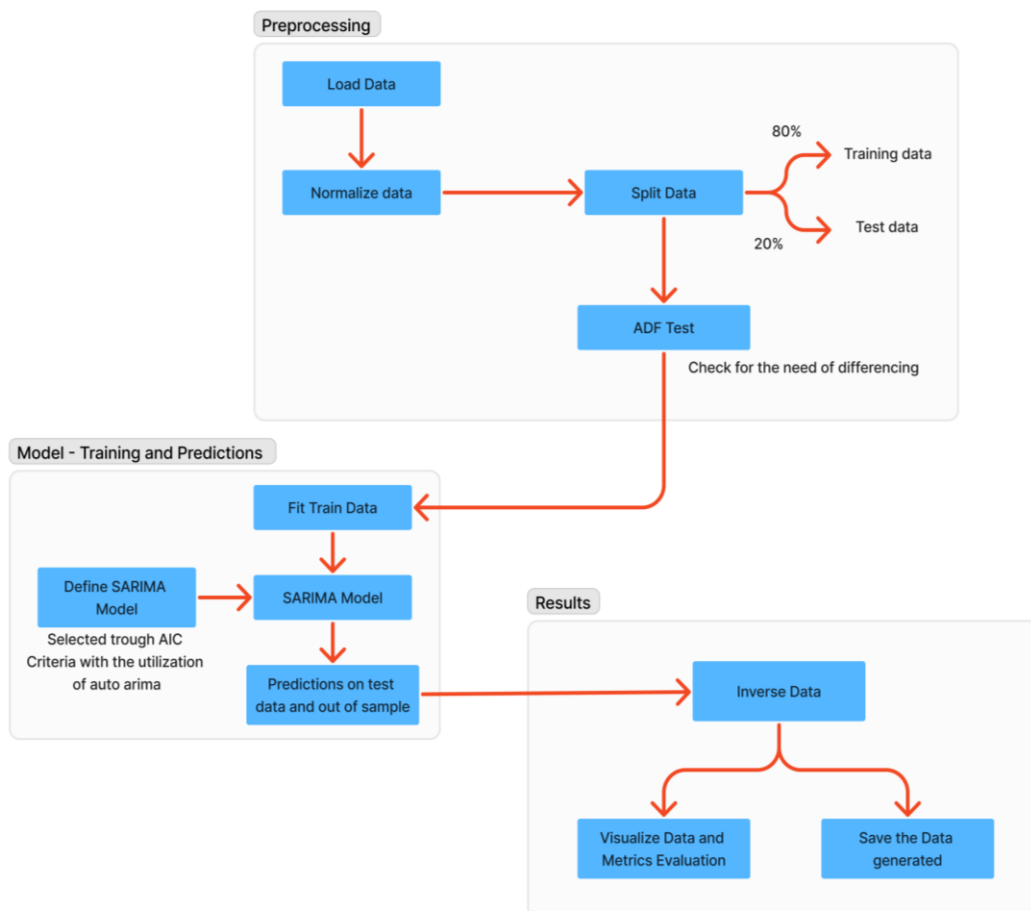 Preprocessing
Load Data
Normalize data
Split Data
80%
Training data
20%
Test data
ADF Test
Check for the need of differencing
Model - Training and Predictions
Fit Train Data
Define SARIMA
Model
SARIMA Model
Selected trough AIC
Criteria with the utilization
of auto arima
Predictions on test
data and out of sample
Results
Inverse Data
Visualize Data and
Metrics Evaluation
Save the Data
generated